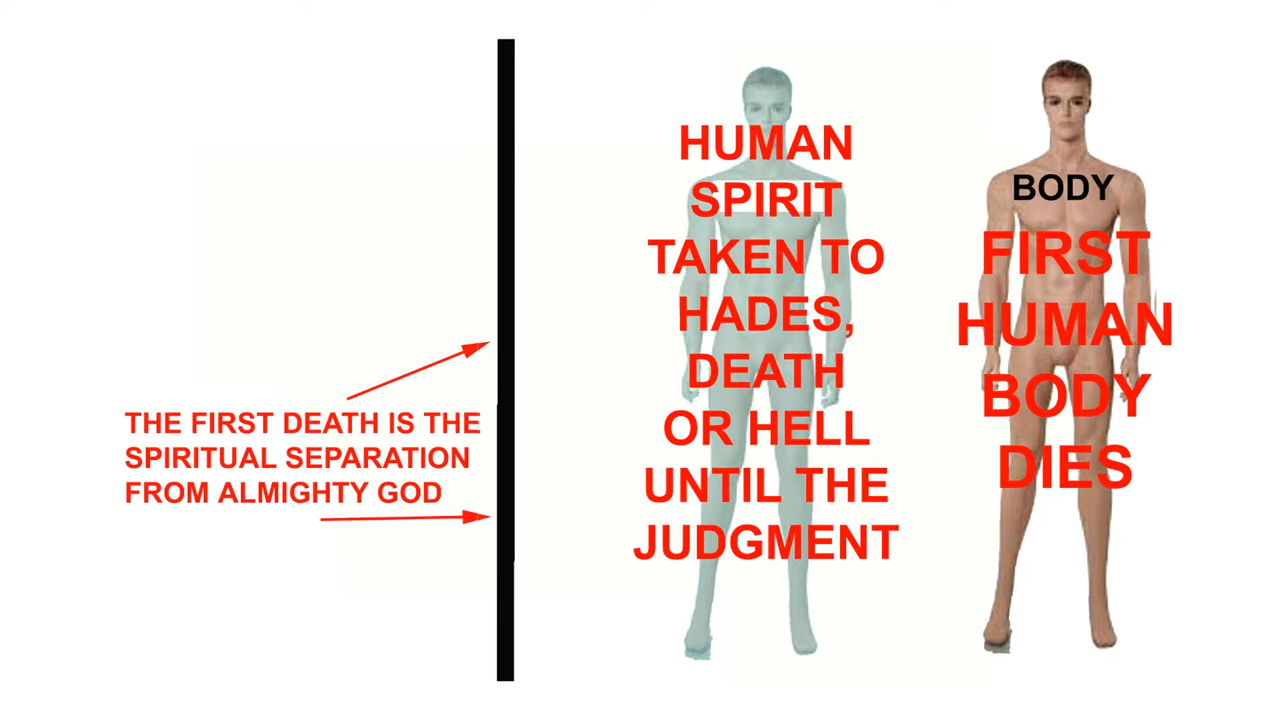 THE FIRST DEATH IS THE
SPIRITUAL SEPARATION
FROM ALMIGHTY GOD
HUMAN
SPIRIT
TAKEN TO
HADES,
DEATH
OR HELL
UNTIL THE
JUDGMENT
BODY
FIRST
HUMAN
BODY
DIES